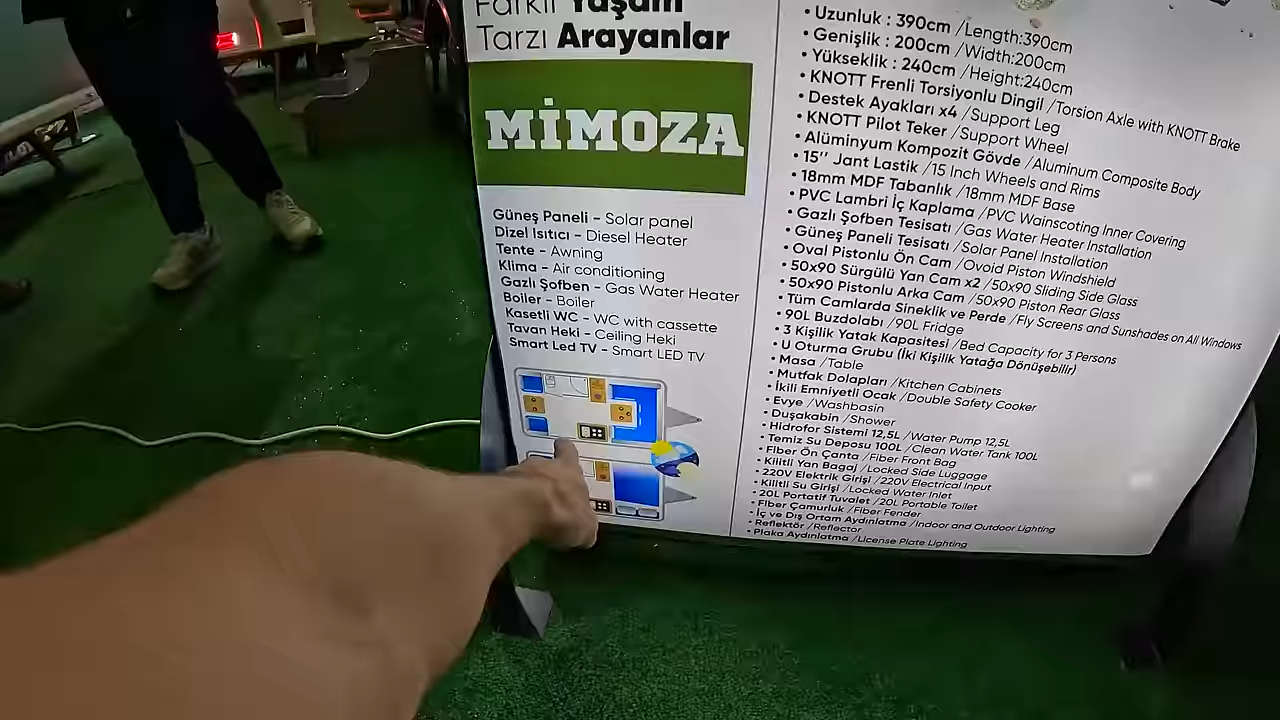 Farklı Yaşam
Tarzı Arayanlar
MİMOZA
Güneş Paneli - Solar panel
Dizel Isıtıcı - Diesel Heater
Tente - Awning
Klima - Air conditioning
Gazlı Şofben - Gas Water Heater
Boiler - Boiler
Kasetli WC - WC with cassette
Tavan Heki - Ceiling Heki
Smart Led TV - Smart LED TV
• Uzunluk : 390cm /Length:390cm
• Genişlik : 200cm /Width:200cm
• Yükseklik : 240cm /Height:240cm
• KNOTT Frenli Torsiyonlu Dingil /Torsion Axle with KNOTT Brake
• Destek Ayakları x4 /Support Leg
• KNOTT Pilot Teker /Support Wheel
• Alüminyum Kompozit Gövde /Aluminum Composite Body
• 15'' Jant Lastik /15 Inch Wheels and Rims
• 18mm MDF Tabanlık /18mm MDF Base
• PVC Lambri İç Kaplama /PVC Wainscoting Inner Covering
• Gazlı Şofben Tesisatı /Gas Water Heater Installation
• Güneş Paneli Tesisatı /Solar Panel Installation
• Oval Pistonlu Ön Cam /Ovoid Piston Windshield
• 50x90 Sürgülü Yan Cam x2 /50x90 Sliding Side Glass
• 50x90 Pistonlu Arka Cam /50x90 Piston Rear Glass
• Tüm Camlarda Sineklik ve Perde /Fly Screens and Sunshades on All Windows
• 90L Buzdolabı /90L Fridge
• 3 Kişilik Yatak Kapasitesi /Bed Capacity for 3 Persons
• U Oturma Grubu (İki Kişilik Yatağa Dönüşebilir)
• Masa /Table
• Mutfak Dolapları /Kitchen Cabinets
• İkili Emniyetli Ocak /Double Safety Cooker
• Evye /Washbasin
• Duşakabin /Shower
• Hidrofor Sistemi 12,5L /Water Pump 12,5L
• Temiz Su Deposu 100L /Clean Water Tank 100L
• Fiber Ön Çanta /Fiber Front Bag
• Kilitli Yan Bagaj /Locked Side Luggage
• 220V Elektrik Girişi /220V Electrical Input
• Kilitli Su Girişi /Locked Water Inlet
• 20L Portatif Tuvalet /20L Portable Toilet
• Fiber Çamurluk /Fiber Fender
• İç ve Dış Ortam Aydınlatma /Indoor and Outdoor Lighting
• Reflektör /Reflector
• Plaka Aydınlatma /License Plate Lighting